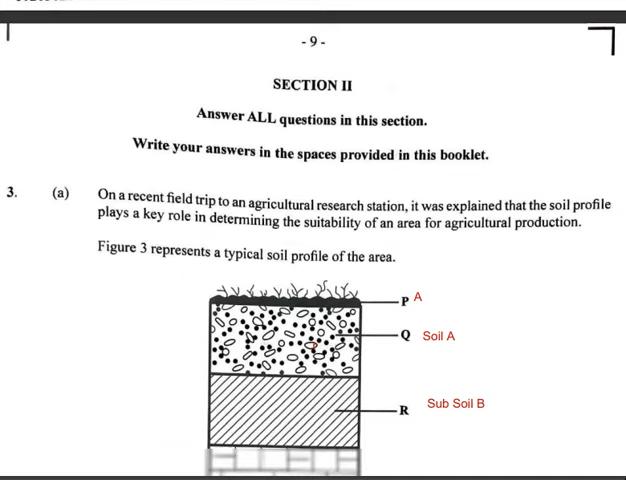 - 9 -
SECTION II
Answer ALL questions in this section.
Write your answers in the spaces provided in this booklet.
3. (a) On a recent field trip to an agricultural research station, it was explained that the soil profile
plays a key role in determining the suitability of an area for agricultural production.
Figure 3 represents a typical soil profile of the area.
P A
Q Soil A
R Sub Soil B